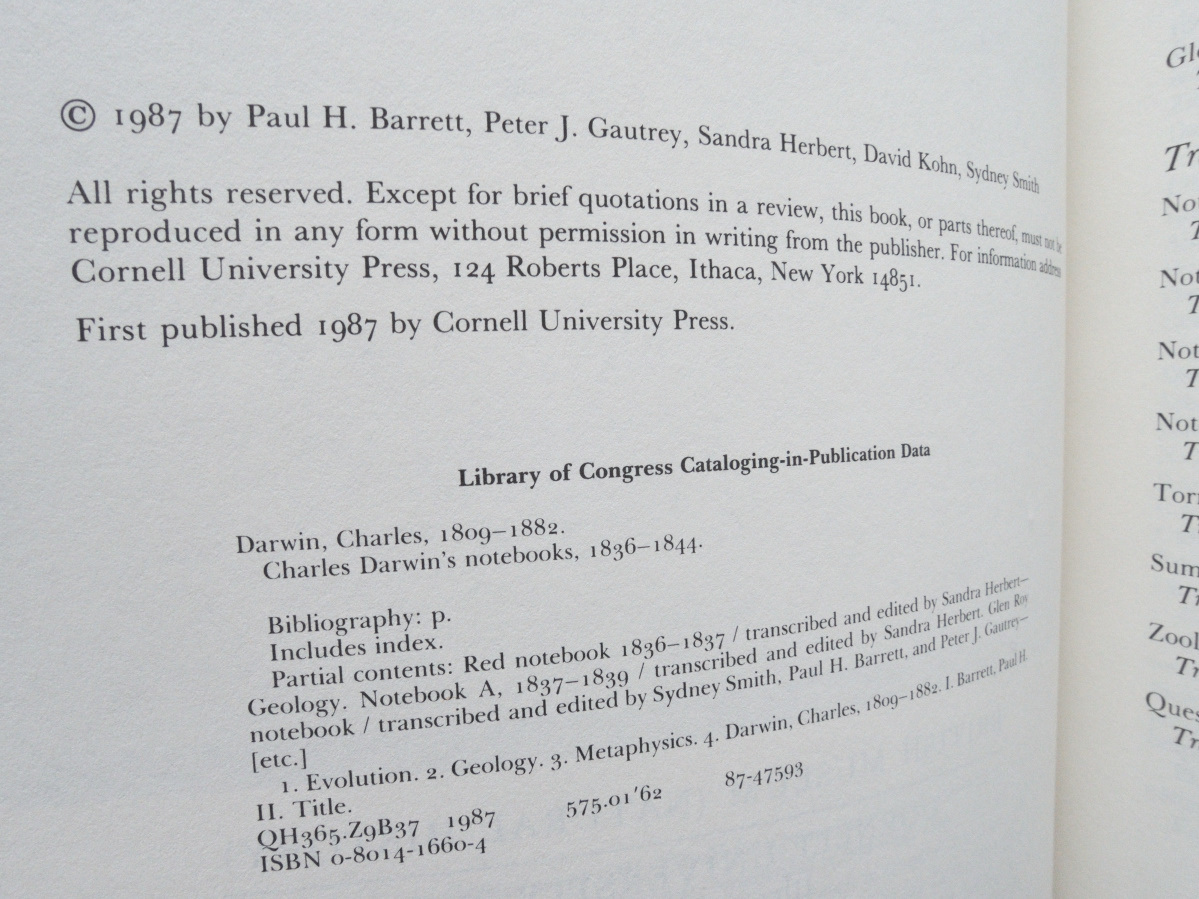 © 1987 by Paul H. Barrett, Peter J. Gautrey, Sandra Herbert, David Kohn, Sydney Smith
All rights reserved. Except for brief quotations in a review, this book, or parts thereof, must not be
reproduced in any form without permission in writing from the publisher. For information address
Cornell University Press, 124 Roberts Place, Ithaca, New York 14851.
First published 1987 by Cornell University Press.
Library of Congress Cataloging-in-Publication Data
Darwin, Charles, 1809–1882.
Charles Darwin's notebooks, 1836–1844.
Bibliography: p.
Includes index.
Partial contents: Red notebook 1836–1837 / transcribed and edited by Sandra Herbert—
Geology. Notebook A, 1837–1839 / transcribed and edited by Sandra Herbert. Glen Roy
notebook / transcribed and edited by Sydney Smith, Paul H. Barrett, and Peter J. Gautrey—
[etc.]
1. Evolution. 2. Geology. 3. Metaphysics. 4. Darwin, Charles, 1809–1882. I. Barrett, Paul H.
II. Title.
QH365.Z9B37 1987 575.01'62 87-47593
ISBN 0-8014-1660-4
Gl
Tr
No
T
Not
T
Not
T
Not
T
Tor
T
Sum
Ti
Zool
Tr
Ques
Tr